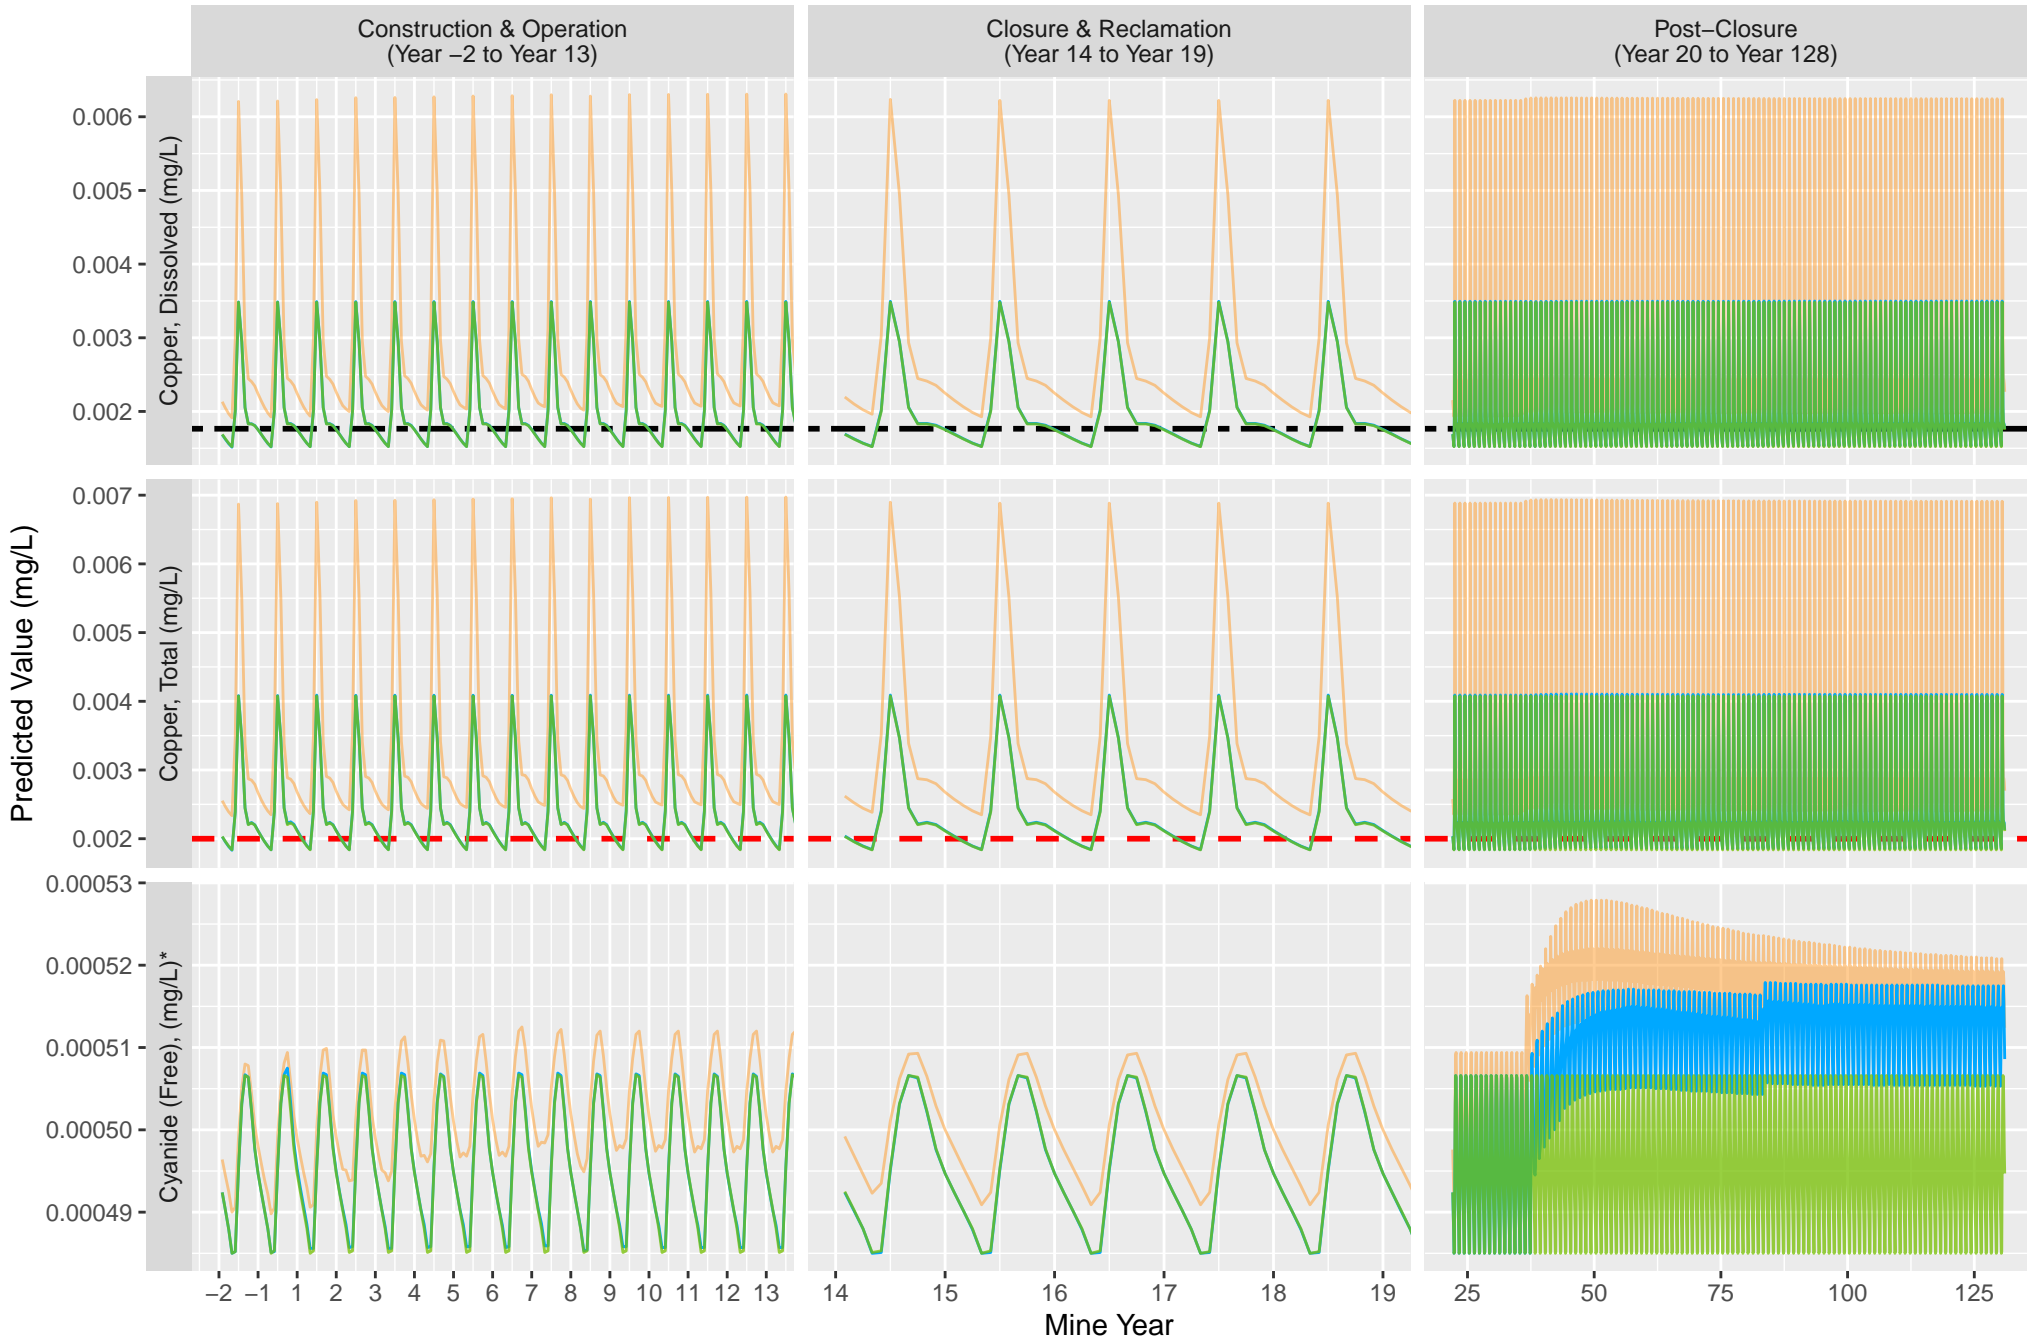 Construction & Operation
(Year −2 to Year 13)
Closure & Reclamation
(Year 14 to Year 19)
Post−Closure
(Year 20 to Year 128)
Predicted Value (mg/L)
Copper, Dissolved (mg/L)
0.006
0.005
0.004
0.003
0.002
Copper, Total (mg/L)
0.007
0.006
0.005
0.004
0.003
0.002
Cyanide (Free), (mg/L)*
0.00053
0.00052
0.00051
0.00050
0.00049
−2 −1 1 2 3 4 5 6 7 8 9 10 11 12 13
14 15 16 17 18 19
25 50 75 100 125
Mine Year